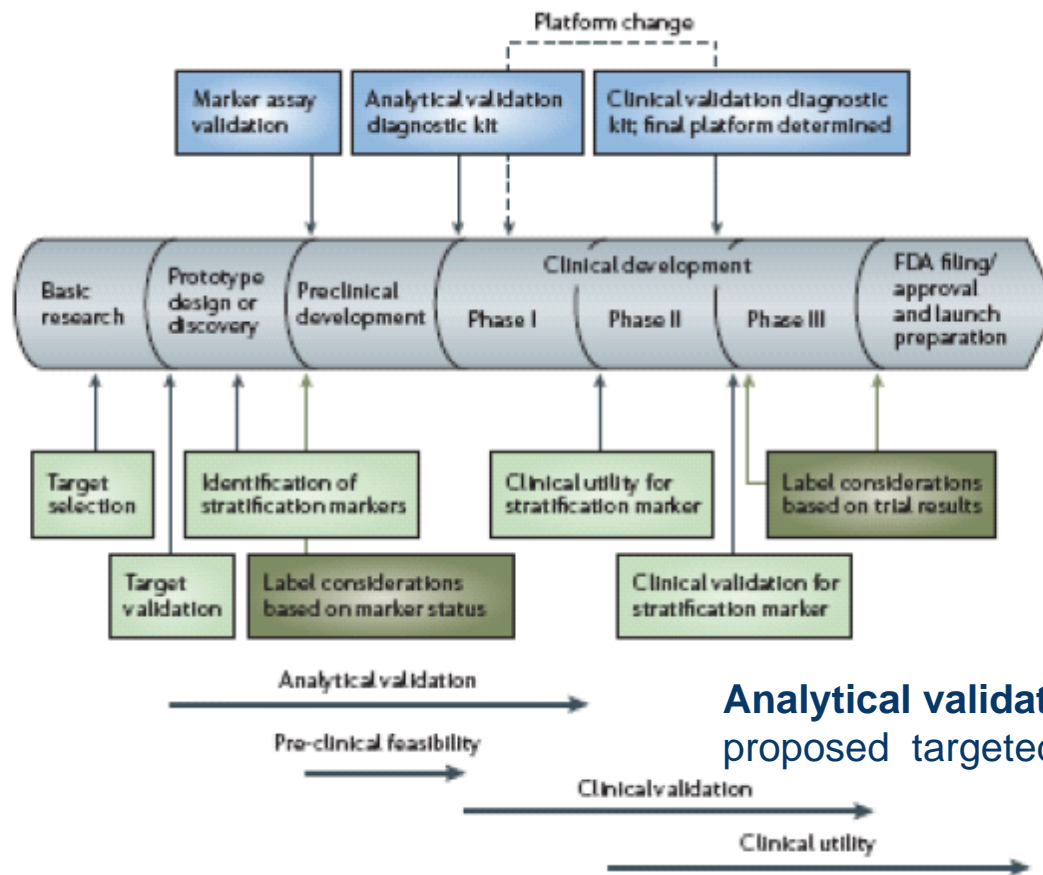 Platform change
Marker assay
validation
Analytical validation
diagnostic kit
Clinical validation diagnostic
kit; final platform determined
Basic
research
Prototype
design or
discovery
Preclinical
development
Clinical development
Phase I
Phase II
Phase III
FDA filing/
approval
and launch
preparation
Target
selection
Identification of
stratification markers
Clinical utility for
stratification marker
Label considerations
based on trial results
Target
validation
Label considerations
based on marker status
Clinical validation for
stratification marker
Analytical validation
Pre-clinical feasibility
Clinical validation
Clinical utility
Analytical validat
proposed targeted